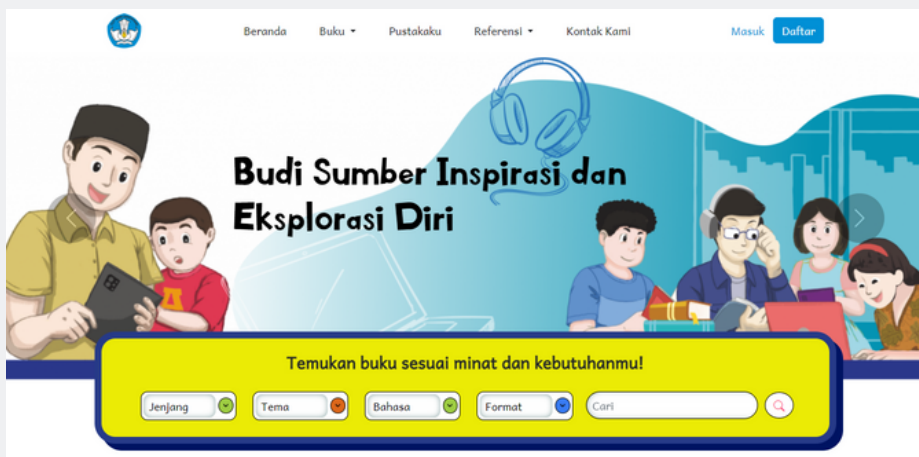 Beranda
Buku
Pustakaku
Referensi
Kontak Kami
Masuk
Daftar
Budi Sumber Inspirasi dan
Eksplorasi Diri
Temukan buku sesuai minat dan kebutuhanmu!
Jenjang
Tema
Bahasa
Format
Cari